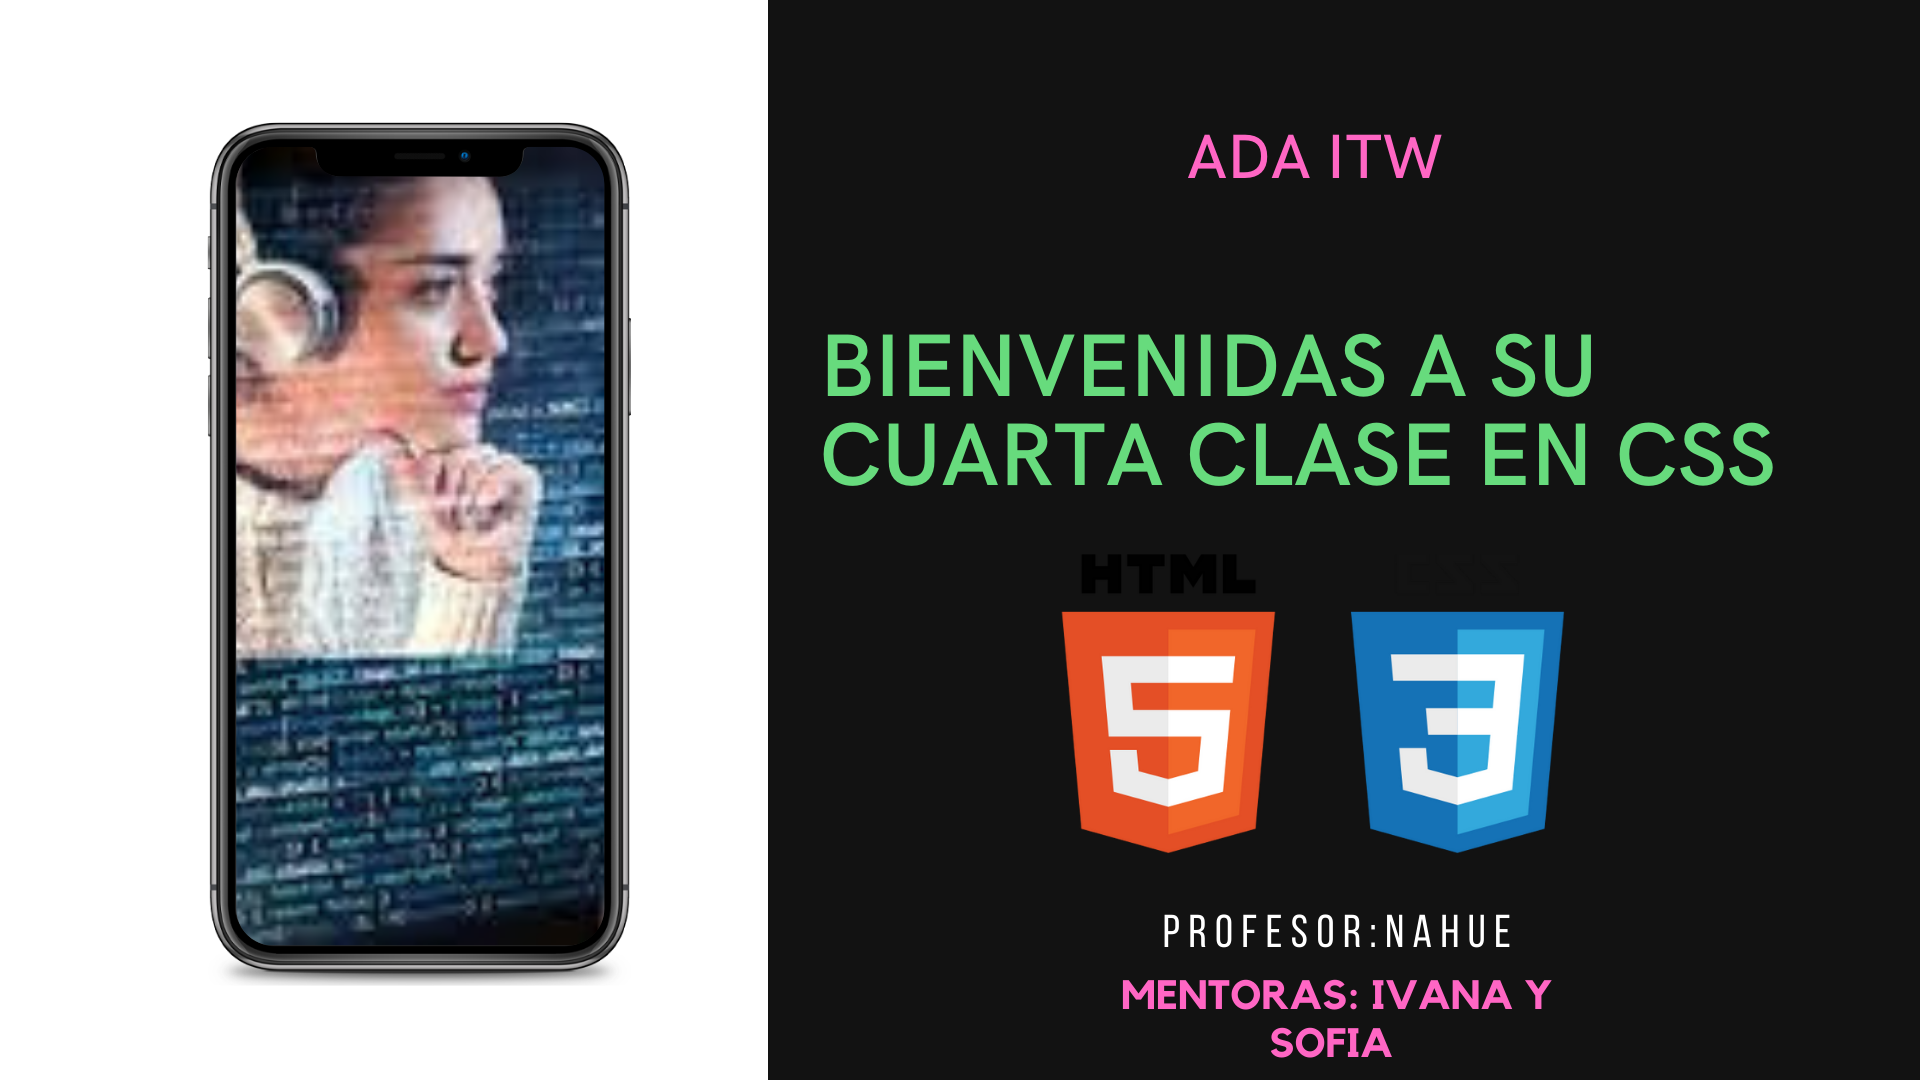 ADA ITW
BIENVENIDAS A SU
CUARTA CLASE EN CSS
HTML
5
3
PROFESOR:NAHUE
MENTORAS: IVANA Y
SOFIA